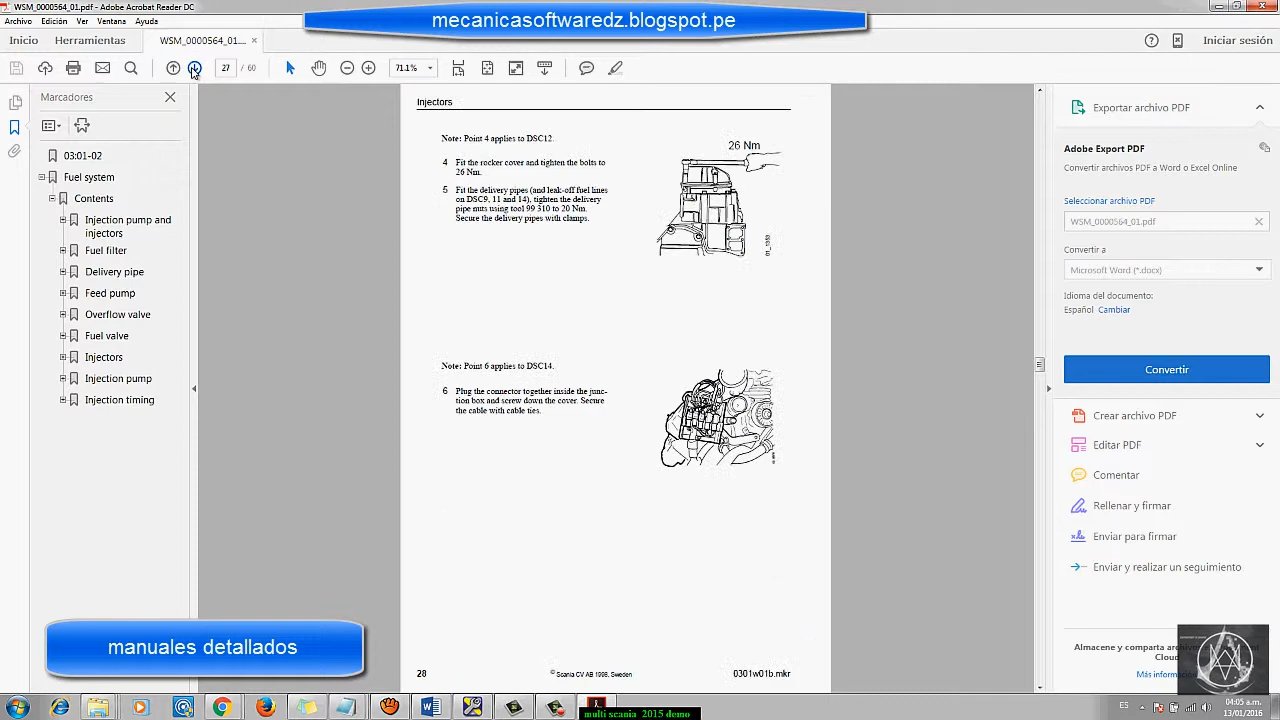 WSM_0000564_01.pdf - Adobe Acrobat Reader DC
mecanicasoftwaredz.blogspot.pe
Archivo Edición Ver Ventana Ayuda
Inicio Herramientas WSM_0000564_01.... Iniciar sesión
27 / 60 71.1%
Marcadores
03:01-02
Fuel system
Contents
Injection pump and
injectors
Fuel filter
Delivery pipe
Feed pump
Overflow valve
Fuel valve
Injectors
Injection pump
Injection timing
Injectors
Note: Point 4 applies to DSC12.
4 Fit the rocker cover and tighten the bolts to
26 Nm.
5 Fit the delivery pipes (and leak-off fuel lines
on DSC9, 11 and 14), tighten the delivery
pipe nuts using tool 99 310 to 20 Nm.
Secure the delivery pipes with clamps.
26 Nm
01_1333
Note: Point 6 applies to DSC14.
6 Plug the connector together inside the junc-
tion box and screw down the cover. Secure
the cable with cable ties.
28 © Scania CV AB 1998, Sweden 0301w01b.mkr
Exportar archivo PDF
Adobe Export PDF
Convertir archivos PDF a Word o Excel Online
Seleccionar archivo PDF
WSM_0000564_01.pdf
Convertir a
Microsoft Word (*.docx)
Idioma del documento:
Español Cambiar
Convertir
Crear archivo PDF
Editar PDF
Comentar
Rellenar y firmar
Enviar para firmar
Enviar y realizar un seguimiento
Almacene y comparta
Más información
manuales detallados
multi scania 2015 demo
ES
04:05 a.m.
13/01/2016